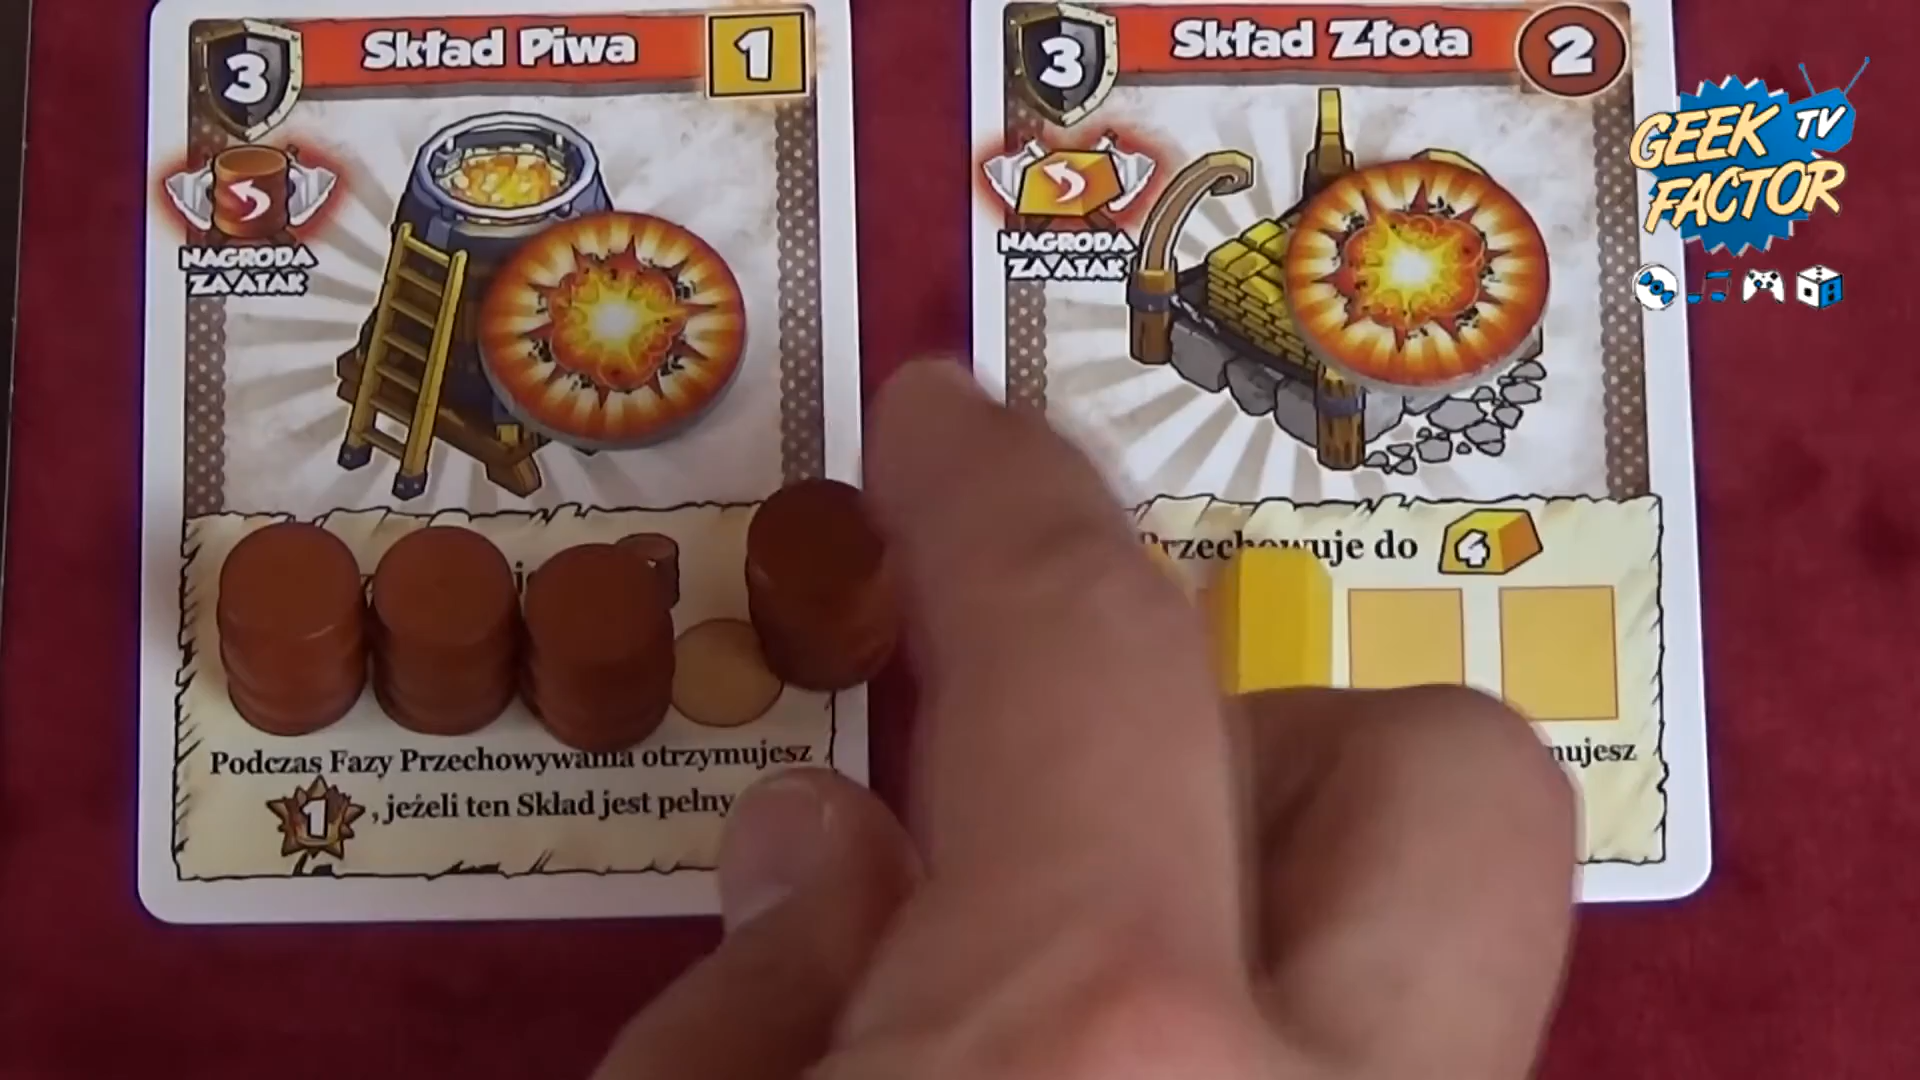 3
Skład Piwa
1
NAGRODA
ZA ATAK
Podczas Fazy Przechowywania otrzymujesz
1, jeżeli ten Skład jest pełny
3
Skład Złota
2
NAGRODA
ZA ATAK
Przechowuje do 4
GEEK
FACTOR
TV